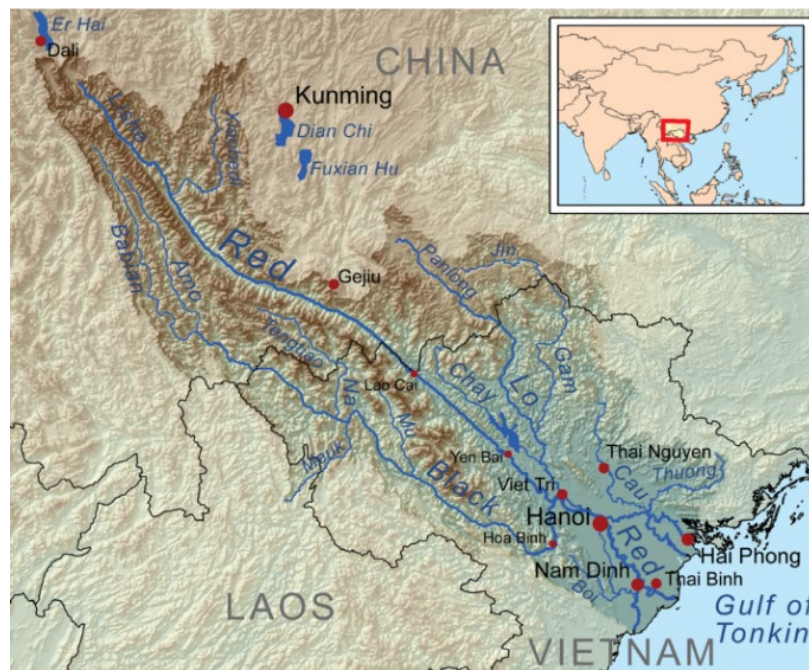 Er Hai
Dali
CHINA
Kunming
Dian Chi
Fuxian Hu
Lishe
Red
Babian
Amo
Gejiu
Panlong
Jin
Tengtiao
Lao Cai
Chay
Lo
Gam
Na
Mu
Meuk
Black
Yen Bai
Thai Nguyen
Viet Tri
Cau
Thuong
Hanoi
Hoa Binh
Red
Hai Phong
Nam Dinh
Thai Binh
Boi
LAOS
VIETNAM
Gulf of
Tonkin